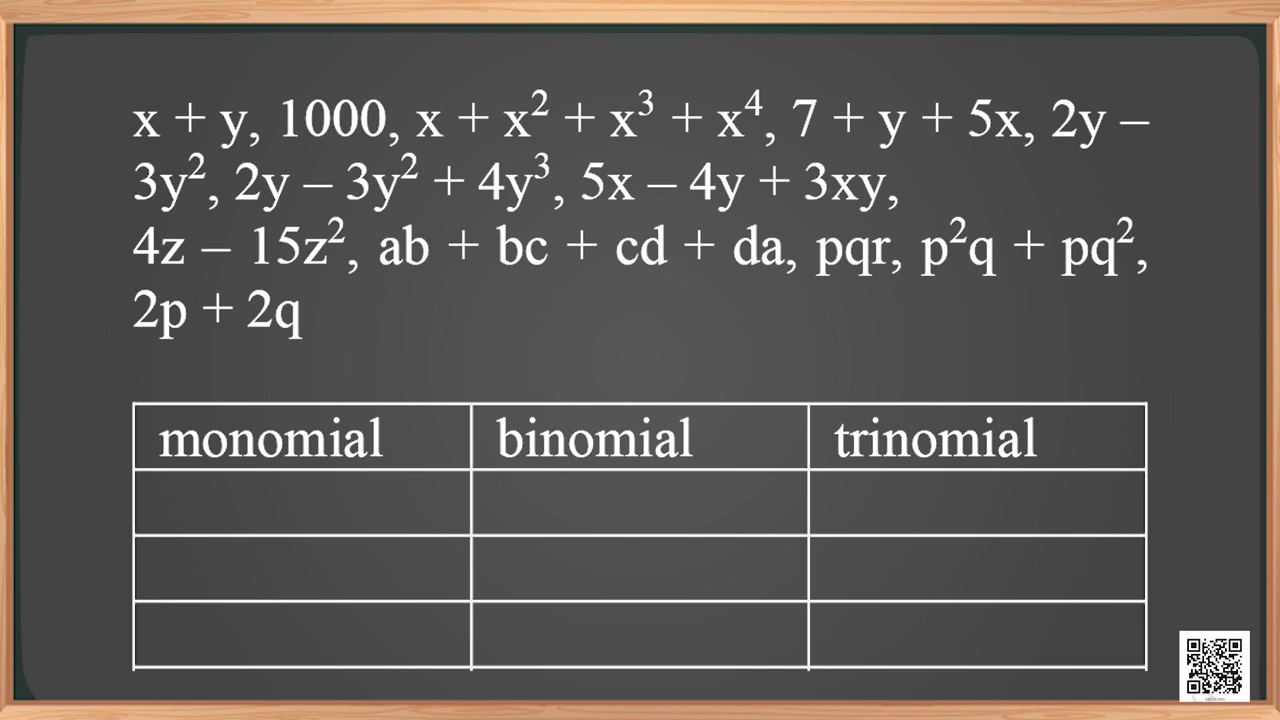 x + y, 1000, x + x² + x³ + x⁴, 7 + y + 5x, 2y –
3y², 2y – 3y² + 4y³, 5x – 4y + 3xy,
4z – 15z², ab + bc + cd + da, pqr, p²q + pq²,
2p + 2q
monomial binomial trinomial